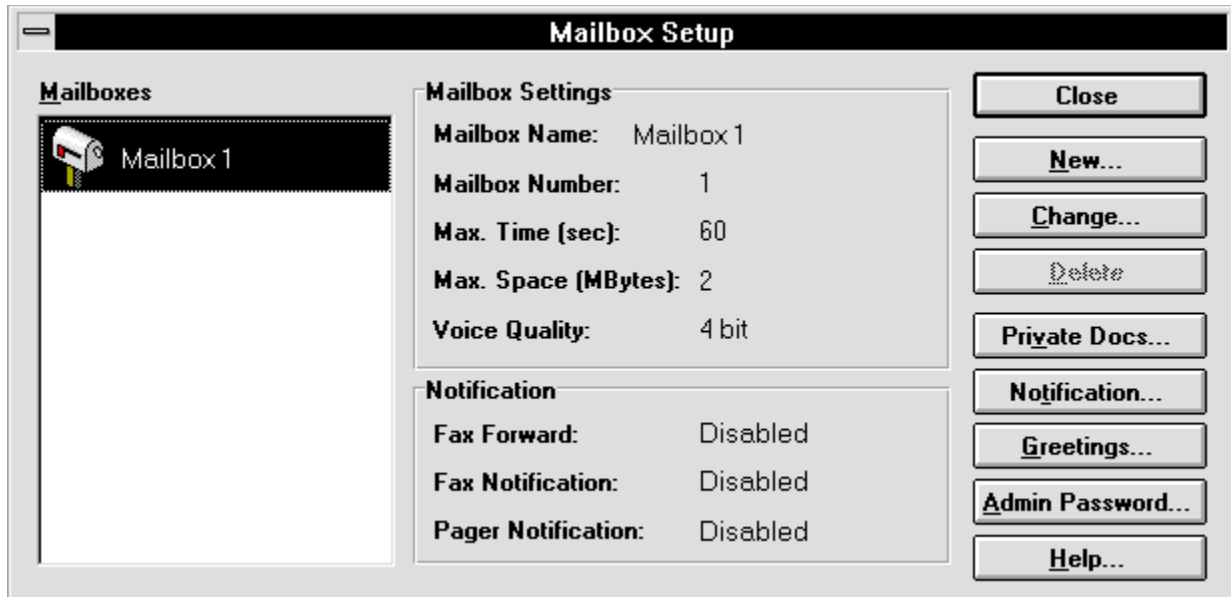 Mailbox Setup
Mailboxes
Mailbox 1
Mailbox Settings
Mailbox Name: Mailbox 1
Mailbox Number: 1
Max. Time (sec): 60
Max. Space (MBytes): 2
Voice Quality: 4 bit
Notification
Fax Forward: Disabled
Fax Notification: Disabled
Pager Notification: Disabled
Close
New...
Change...
Delete
Private Docs...
Notification...
Greetings...
Admin Password...
Help...